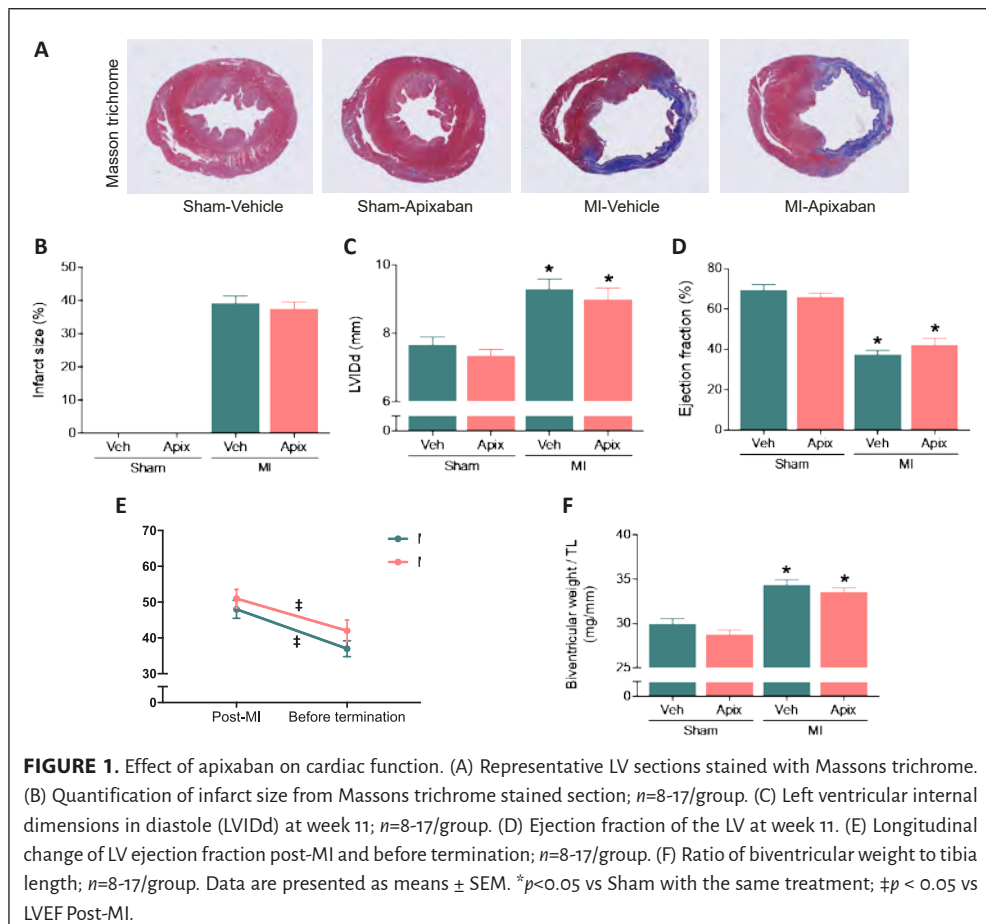 A
Masson trichrome
Sham-Vehicle
Sham-Apixaban
MI-Vehicle
MI-Apixaban
B
Infarct size (%)
50
40
30
20
10
0
Veh
Apix
Veh
Apix
Sham
MI
C
LVIDd (mm)
10
8
6
0
*
*
Veh
Apix
Veh
Apix
Sham
MI
D
Ejection fraction (%)
80
60
40
20
0
*
*
Veh
Apix
Veh
Apix
Sham
MI
E
70
60
50
40
30
0
‡
‡
Post-MI
Before termination
F
Biventricular weight / TL
(mg/mm)
40
35
30
25
0
*
*
Veh
Apix
Veh
Apix
Sham
MI
FIGURE 1. Effect of apixaban on cardiac function. (A) Representative LV sections stained with Massons trichrome.
(B) Quantification of infarct size from Massons trichrome stained section; n=8-17/group. (C) Left ventricular internal
dimensions in diastole (LVIDd) at week 11; n=8-17/group. (D) Ejection fraction of the LV at week 11. (E) Longitudinal
change of LV ejection fraction post-MI and before termination; n=8-17/group. (F) Ratio of biventricular weight to tibia
length; n=8-17/group. Data are presented as means ± SEM. *p<0.05 vs Sham with the same treatment; ‡p < 0.05 vs
LVEF Post-MI.